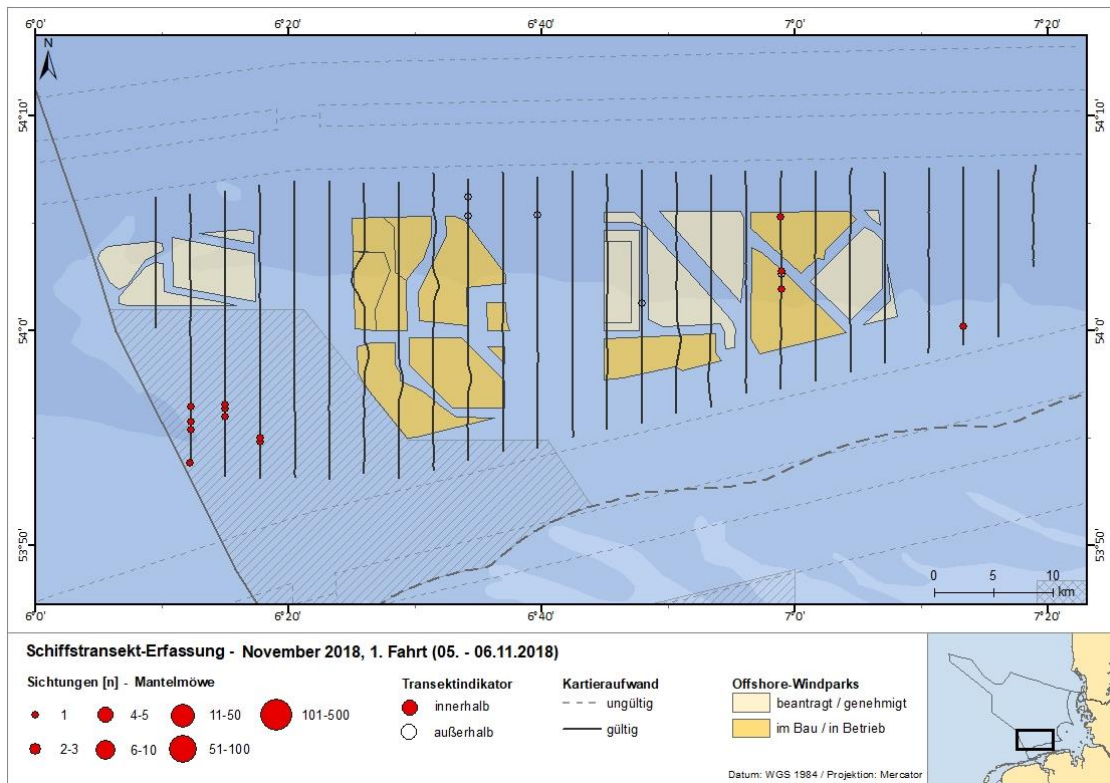 6°0' 6°20' 6°40' 7°0' 7°20'
N
54°10' 54°10'
54°0' 54°0'
53°50' 53°50'
0 5 10
km
6°0' 6°20' 6°40' 7°0' 7°20'
Schiffstransekt-Erfassung - November 2018, 1. Fahrt (05. - 06.11.2018)
Sichtungen [n] - Mantelmöwe
1 4-5 11-50 101-500
2-3 6-10 51-100
Transektindikator
innerhalb
außerhalb
Kartieraufwand
ungültig
gültig
Offshore-Windparks
beantragt / genehmigt
im Bau / in Betrieb
Datum: WGS 1984 / Projektion: Mercator